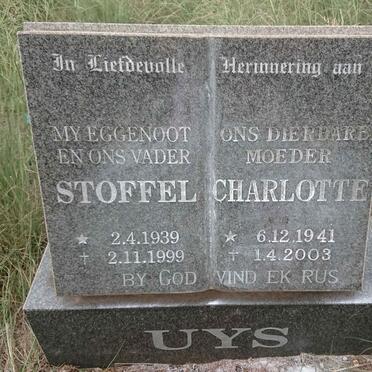 In Liefdevolle Herinnering aan
MY EGGENOOT
EN ONS VADER
STOFFEL
★ 2.4.1939
† 2.11.1999
ONS DIERBARE
MOEDER
CHARLOTTE
★ 6.12.1941
† 1.4.2003
BY GOD VIND EK RUS
UYS